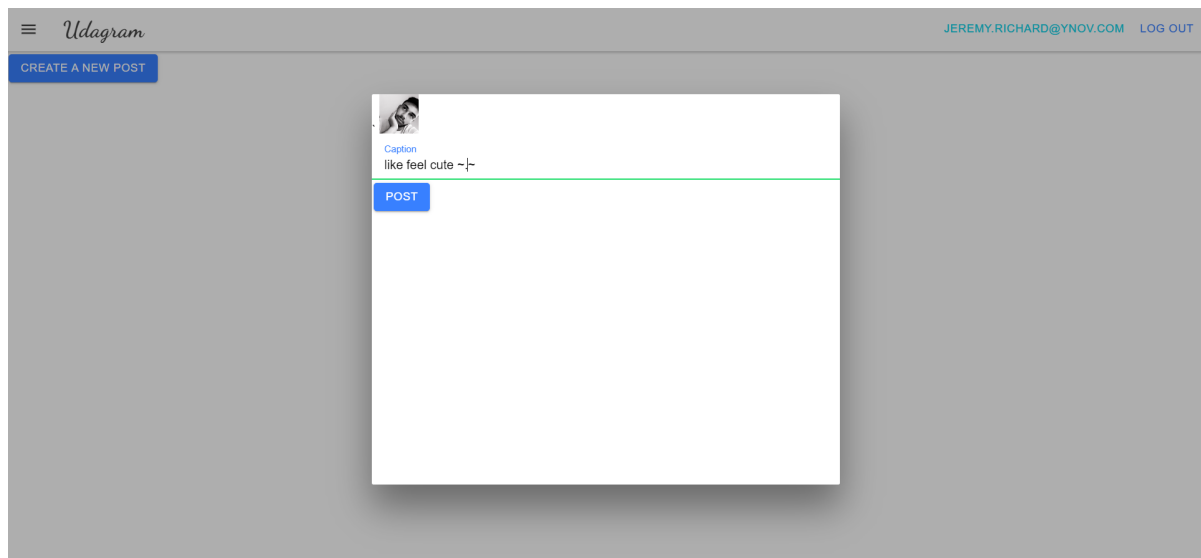 Udagram
JEREMY.RICHARD@YNOV.COM LOG OUT
CREATE A NEW POST
Caption
like feel cute ~.~
POST